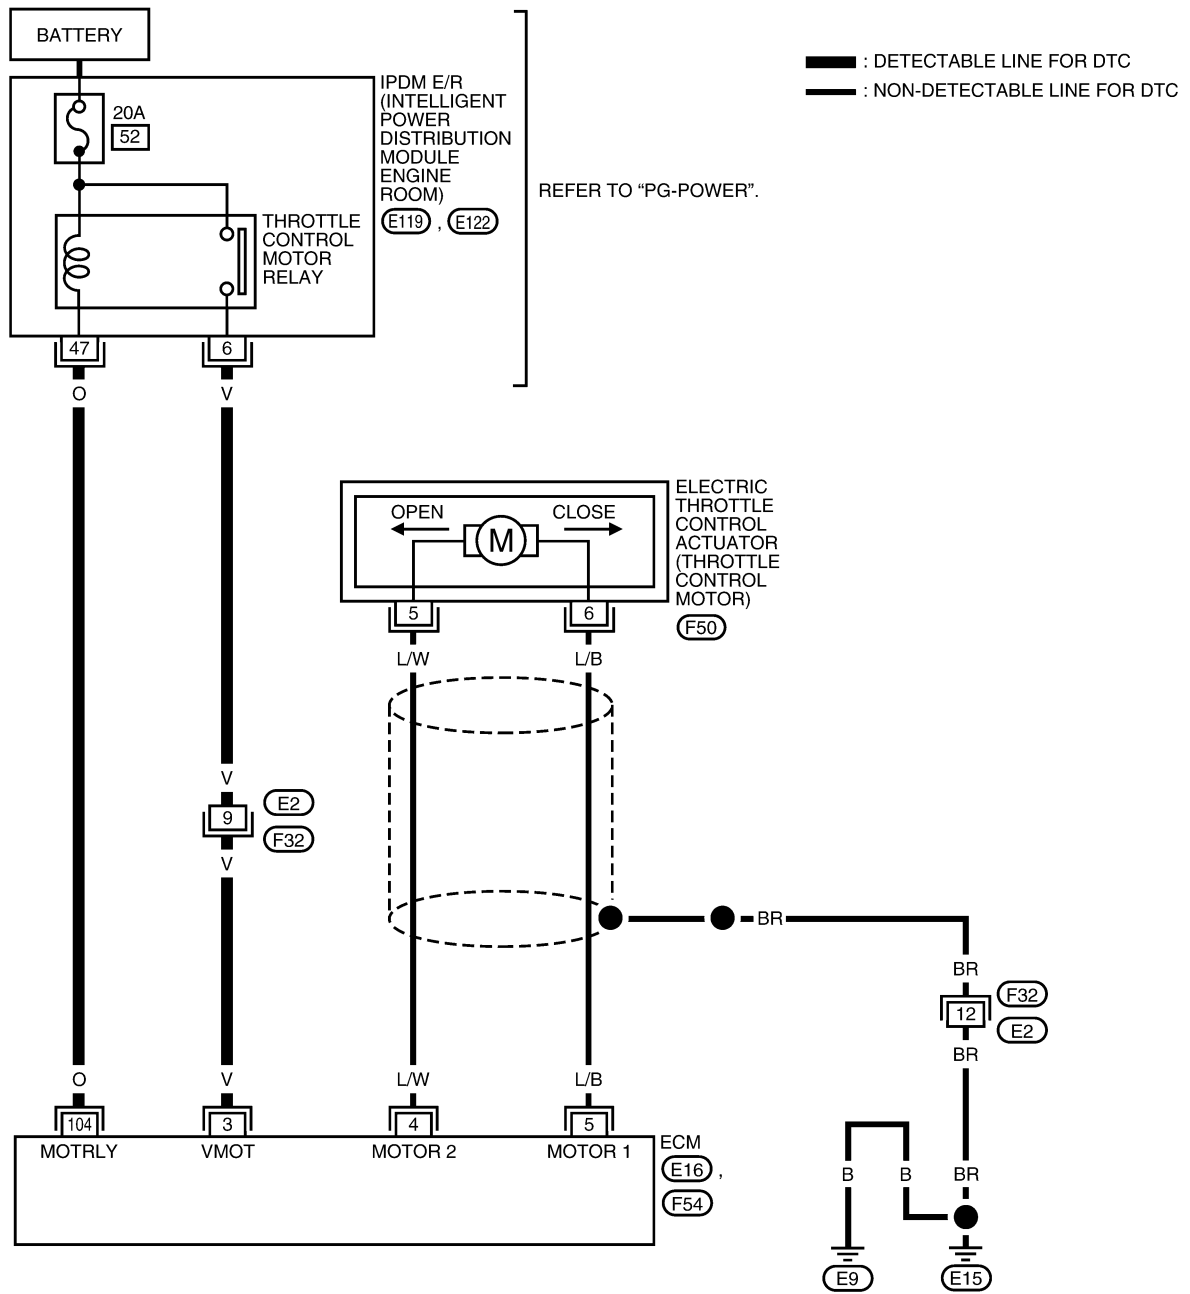 BATTERY
20A
52
IPDM E/R
(INTELLIGENT
POWER
DISTRIBUTION
MODULE
ENGINE
ROOM)
E119 , E122
THROTTLE
CONTROL
MOTOR
RELAY
REFER TO “PG-POWER”.
: DETECTABLE LINE FOR DTC
: NON-DETECTABLE LINE FOR DTC
47
6
O
V
OPEN
CLOSE
M
ELECTRIC
THROTTLE
CONTROL
ACTUATOR
(THROTTLE
CONTROL
MOTOR)
F50
5
6
L/W
L/B
V
9
E2
F32
V
BR
BR
12
F32
E2
BR
O
V
L/W
L/B
104
3
4
5
MOTRLY
VMOT
MOTOR 2
MOTOR 1
ECM
E16 ,
F54
B
B
BR
E9
E15